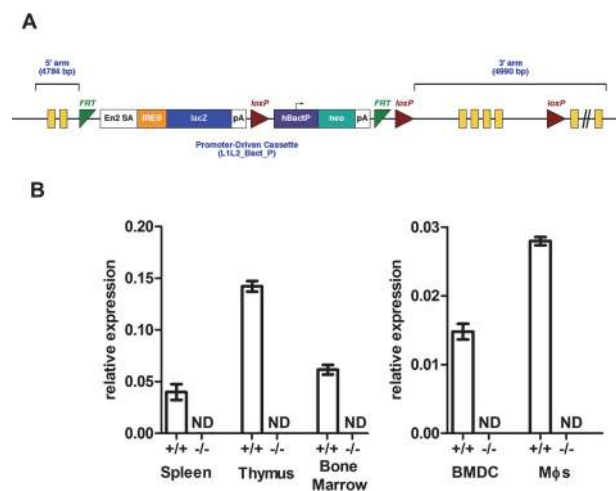 A
5' arm
(4784 bp)
3' arm
(4990 bp)
FRT
loxP
FRT
loxP
loxP
En2 SA
IRES
lacZ
pA
hBactP
neo
pA
Promoter-Driven Cassette
(L1L2_Bact_P)
B
relative expression
0.20
0.15
0.10
0.05
0.00
ND
ND
ND
+/+ -/- +/+ -/- +/+ -/-
Spleen
Thymus
Bone
Marrow
relative expression
0.03
0.02
0.01
0.00
ND
ND
+/+ -/- +/+ -/-
BMDC
Mϕs